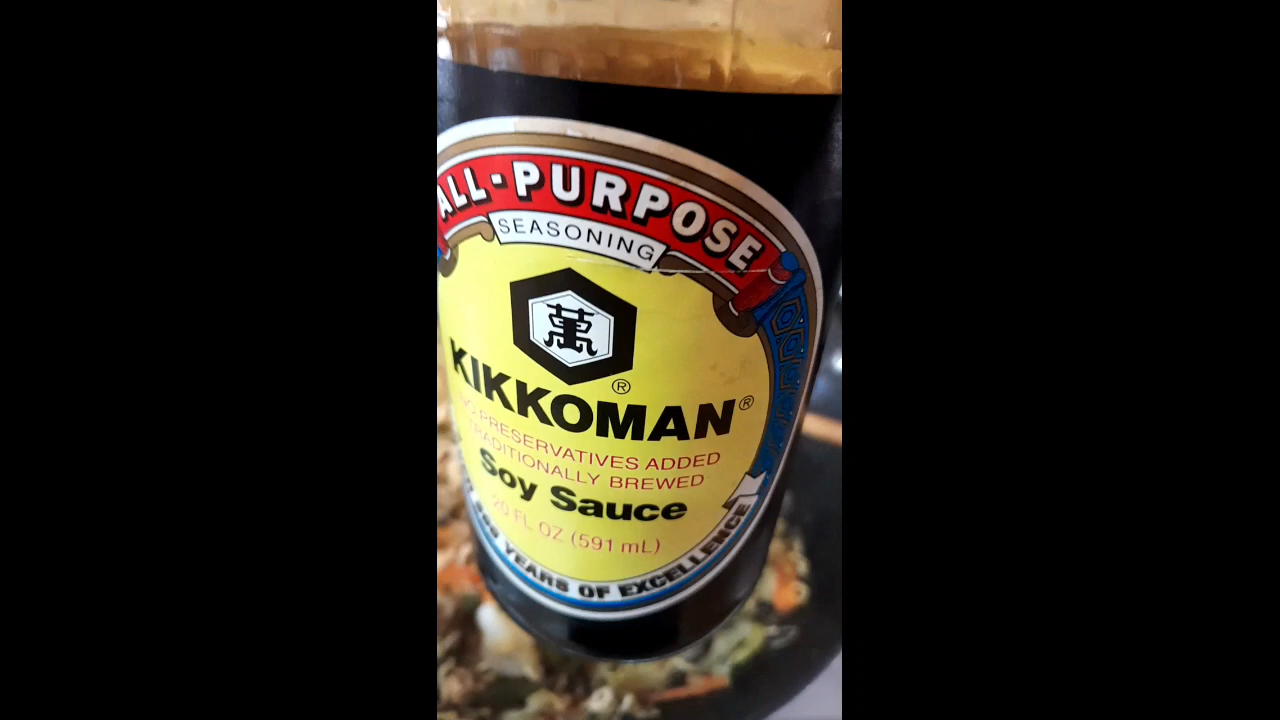 ALL-PURPOSE
SEASONING
萬
®
KIKKOMAN®
NO PRESERVATIVES ADDED
TRADITIONALLY BREWED
Soy Sauce
20 FL OZ (591 mL)
YEARS OF EXCELLENCE